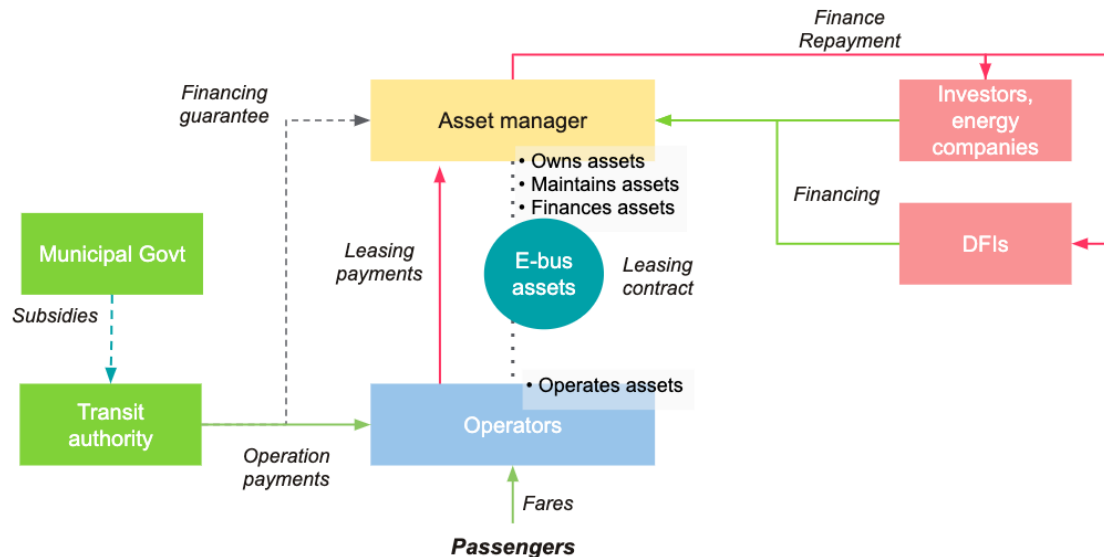 Finance
Repayment
Financing
guarantee
Asset manager
Investors,
energy
companies
• Owns assets
• Maintains assets
• Finances assets
Financing
Municipal Govt
Leasing
payments
E-bus
assets
Leasing
contract
DFIs
Subsidies
• Operates assets
Transit
authority
Operators
Operation
payments
Fares
Passengers